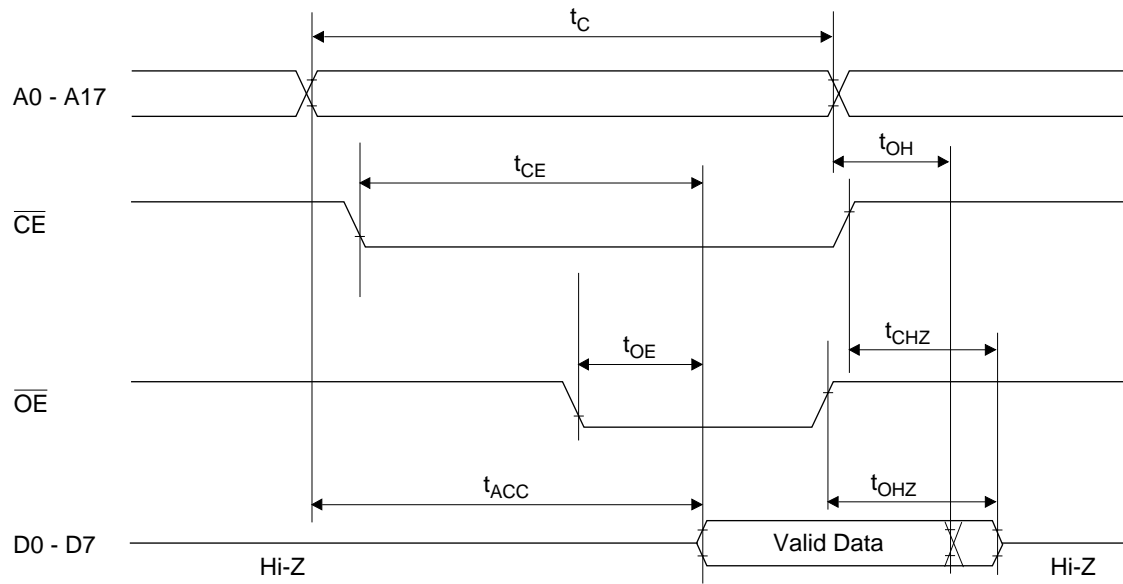 tC
A0 - A17
tOH
tCE
CE
tCHZ
tOE
OE
tACC
tOHZ
D0 - D7
Valid Data
Hi-Z
Hi-Z